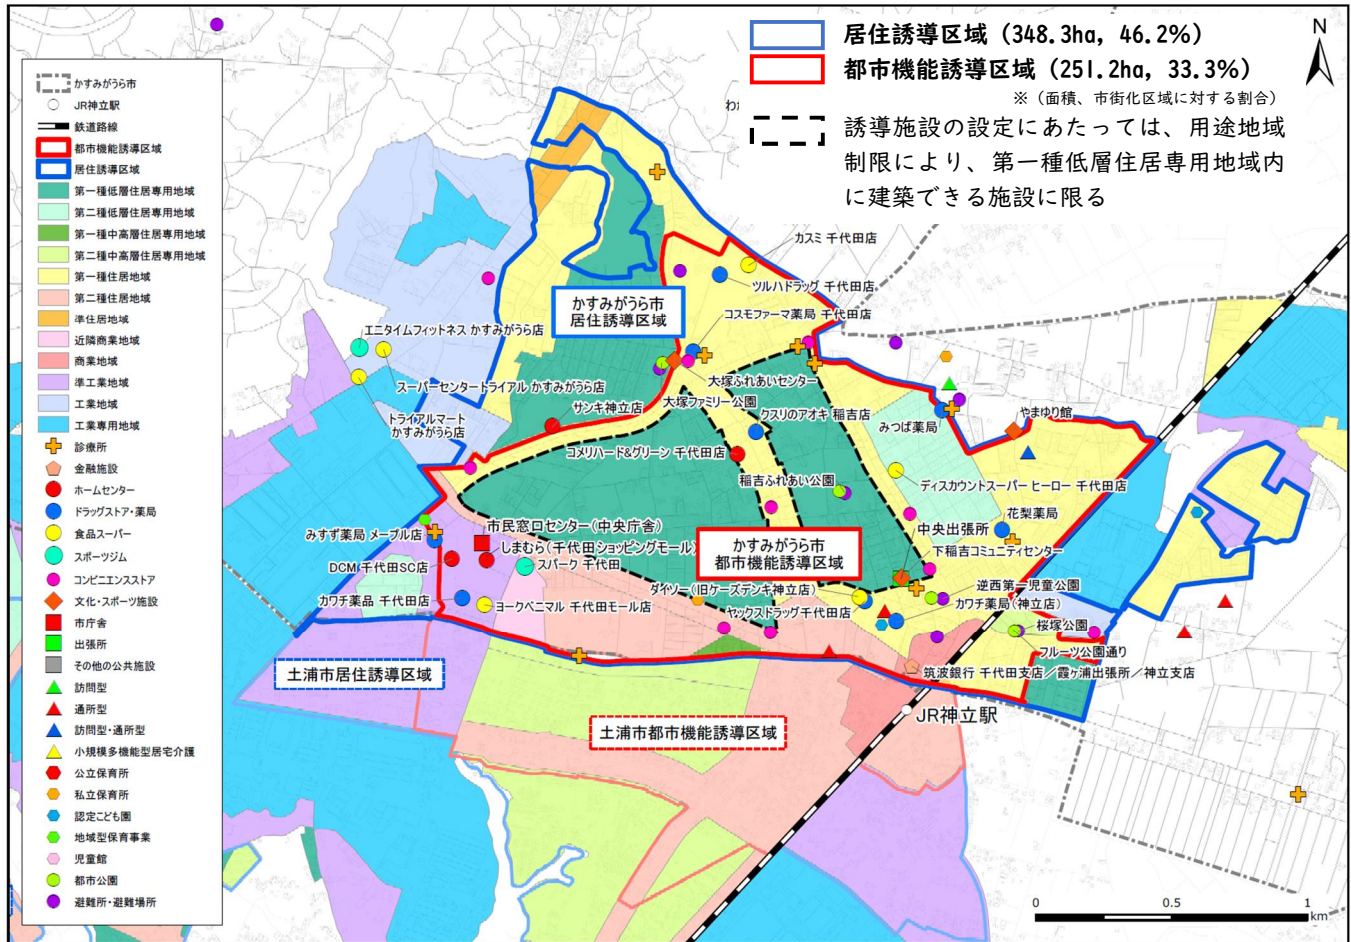 居住誘導区域（348.3ha, 46.2%）
都市機能誘導区域（251.2ha, 33.3%）
※（面積、市街化区域に対する割合）
誘導施設の設定にあたっては、用途地域
制限により、第一種低層住居専用地域内
に建築できる施設に限る
N
かすみがうら市
JR神立駅
鉄道路線
都市機能誘導区域
居住誘導区域
第一種低層住居専用地域
第二種低層住居専用地域
第一種中高層住居専用地域
第二種中高層住居専用地域
第一種住居地域
第二種住居地域
準住居地域
近隣商業地域
商業地域
準工業地域
工業地域
工業専用地域
診療所
金融施設
ホームセンター
ドラッグストア・薬局
食品スーパー
スポーツジム
コンビニエンスストア
文化・スポーツ施設
市庁舎
出張所
その他の公共施設
訪問型
通所型
訪問型・通所型
小規模多機能型居宅介護
公立保育所
私立保育所
認定こども園
地域型保育事業
児童館
都市公園
避難所・避難場所
カスミ 千代田店
ツルハドラッグ 千代田店
かすみがうら市
居住誘導区域
コスモファーマ薬局 千代田店
エニタイムフィットネス かすみがうら店
スーパーセンタートライアル かすみがうら店
大塚ふれあいセンター
大塚ファミリー公園
クスリのアオキ 稲吉店
サンキ神立店
トライアルマート
かすみがうら店
みつば薬局
やまゆり館
コメリハード&グリーン 千代田店
稲吉ふれあい公園
ディスカウントスーパー ヒーロー 千代田店
花梨薬局
市民窓口センター（中央庁舎）
みすず薬局 メープル店
しまむら（千代田ショッピングモール）
中央出張所
かすみがうら市
都市機能誘導区域
下稲吉コミュニティセンター
DCM 千代田SC店
スパーク 千代田
ダイソー（旧ケーズデンキ神立店）
逆西第一児童公園
カワチ薬品 千代田店
ヨークベニマル 千代田モール店
ヤックスドラッグ千代田店
カワチ薬局（神立店）
桜塚公園
フルーツ公園通り
土浦市居住誘導区域
筑波銀行 千代田支店／霞ヶ浦出張所／神立支店
JR神立駅
土浦市都市機能誘導区域
0 0.5 1
km